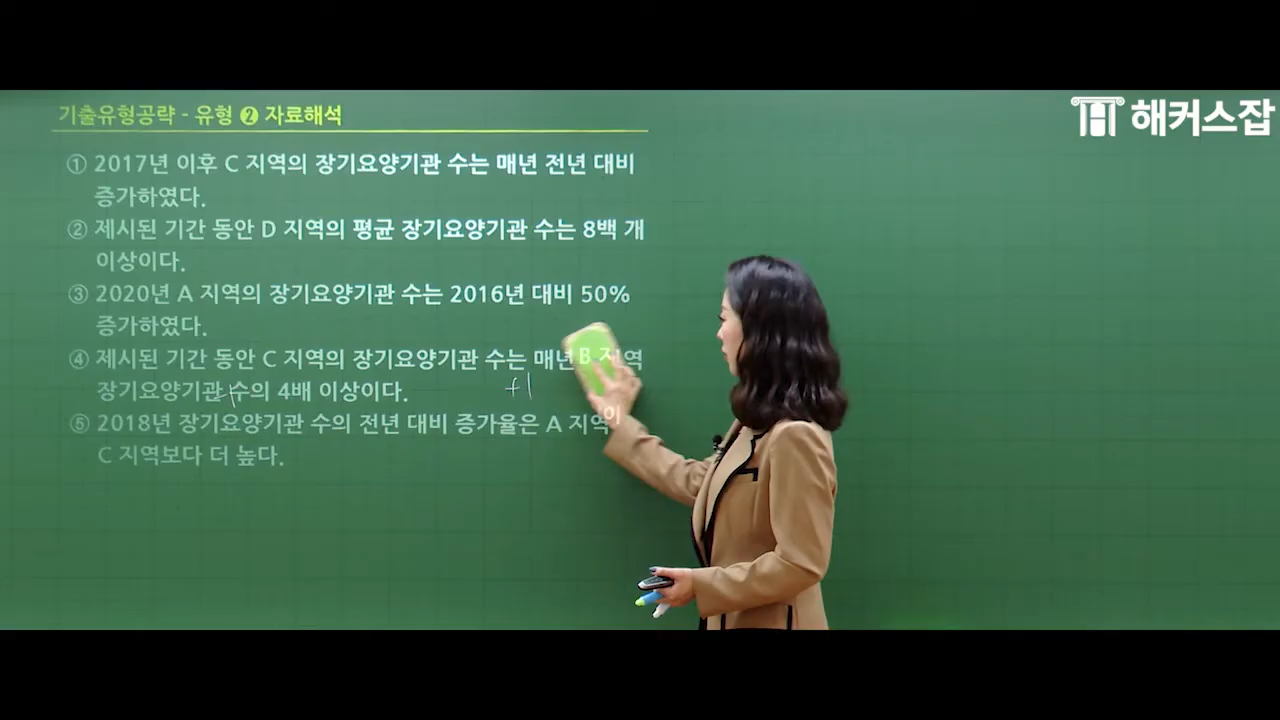 기출유형공략 - 유형 ❷ 자료해석
해커스잡
① 2017년 이후 C 지역의 장기요양기관 수는 매년 전년 대비
증가하였다.
② 제시된 기간 동안 D 지역의 평균 장기요양기관 수는 8백 개
이상이다.
③ 2020년 A 지역의 장기요양기관 수는 2016년 대비 50%
증가하였다.
④ 제시된 기간 동안 C 지역의 장기요양기관 수는 매년 B 지역
장기요양기관 수의 4배 이상이다.
+1
⑤ 2018년 장기요양기관 수의 전년 대비 증가율은 A 지역이
C 지역보다 더 높다.